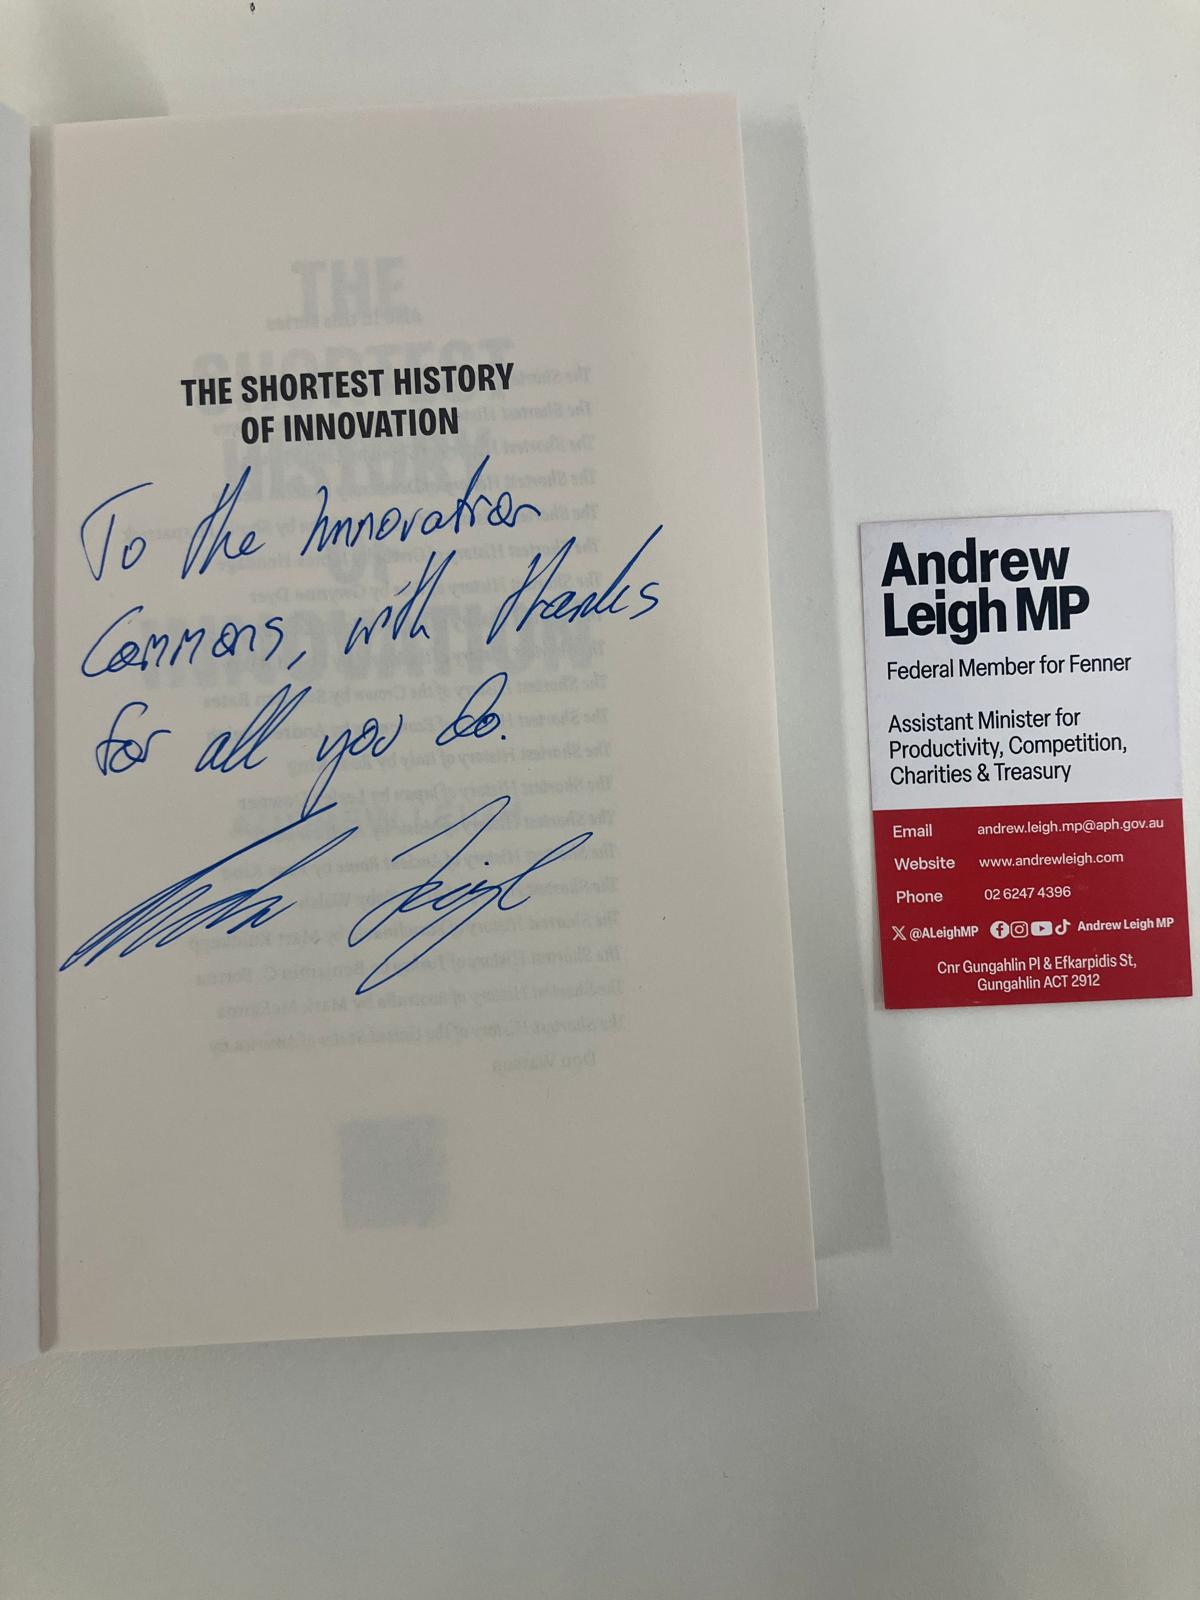 THE SHORTEST HISTORY
OF INNOVATION
To the Innovation
Commons, with thanks
for all you do.
Andrew Leigh
Andrew
Leigh MP
Federal Member for Fenner
Assistant Minister for
Productivity, Competition,
Charities & Treasury
Email andrew.leigh.mp@aph.gov.au
Website www.andrewleigh.com
Phone 02 6247 4396
X @ALeighMP Andrew Leigh MP
Cnr Gungahlin Pl & Efkarpidis St,
Gungahlin ACT 2912